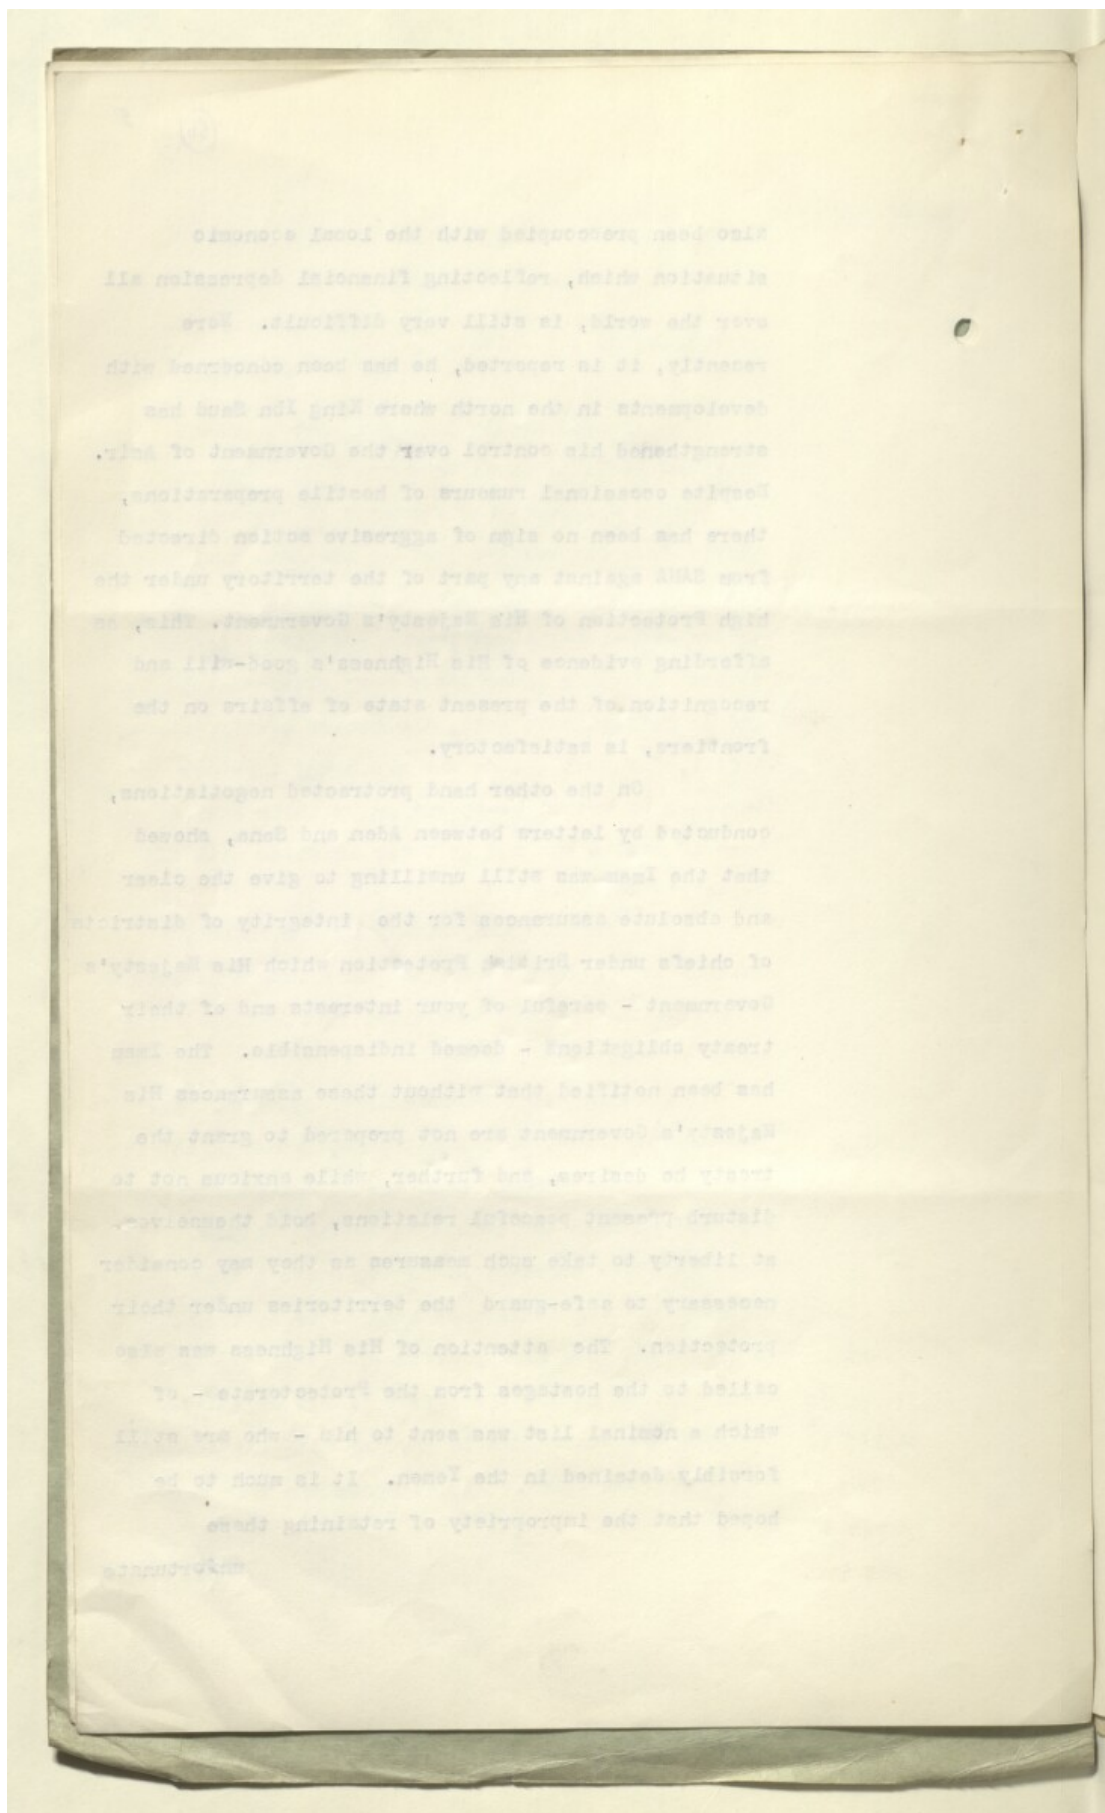 also been preoccupied with the local economic
situation which, reflecting financial depression all
over the world, is still very difficult. More
recently, it is reported, he has been concerned with
developments in the north where King Ibn Saud has
strengthened his control over the Government of Asir.
Despite occasional rumours of hostile preparations,
there has been no sign of aggresive action directed
from SANA against any part of the territory under the
high Protection of His Majesty's Government. This, as
affording evidence of His Highness's good-will and
recognition of the present state of affairs on the
frontiers, is satisfactory.
On the other hand protracted negotiations,
conducted by letters between Aden and Sana, showed
that the Imam was still unwilling to give the clear
and absolute assurances for the integrity of districts
of chiefs under British Protection which His Majesty's
Government - careful of your interests and of their
treaty obligations - deemed indispensible. The Imam
has been notified that without these assurances His
Majesty's Government are not prepared to grant the
treaty he desires, and further, while anxious not to
disturb present peaceful relations, hold themselves
at liberty to take such measures as they may consider
necessary to safe-guard the territories under their
protection. The attention of His Highness was also
called to the hostages from the Protectorate - of
which a nominal list was sent to him - who are still
forcibly detained in the Yemen. It is much to be
hoped that the impropriety of retaining these
unfortunate